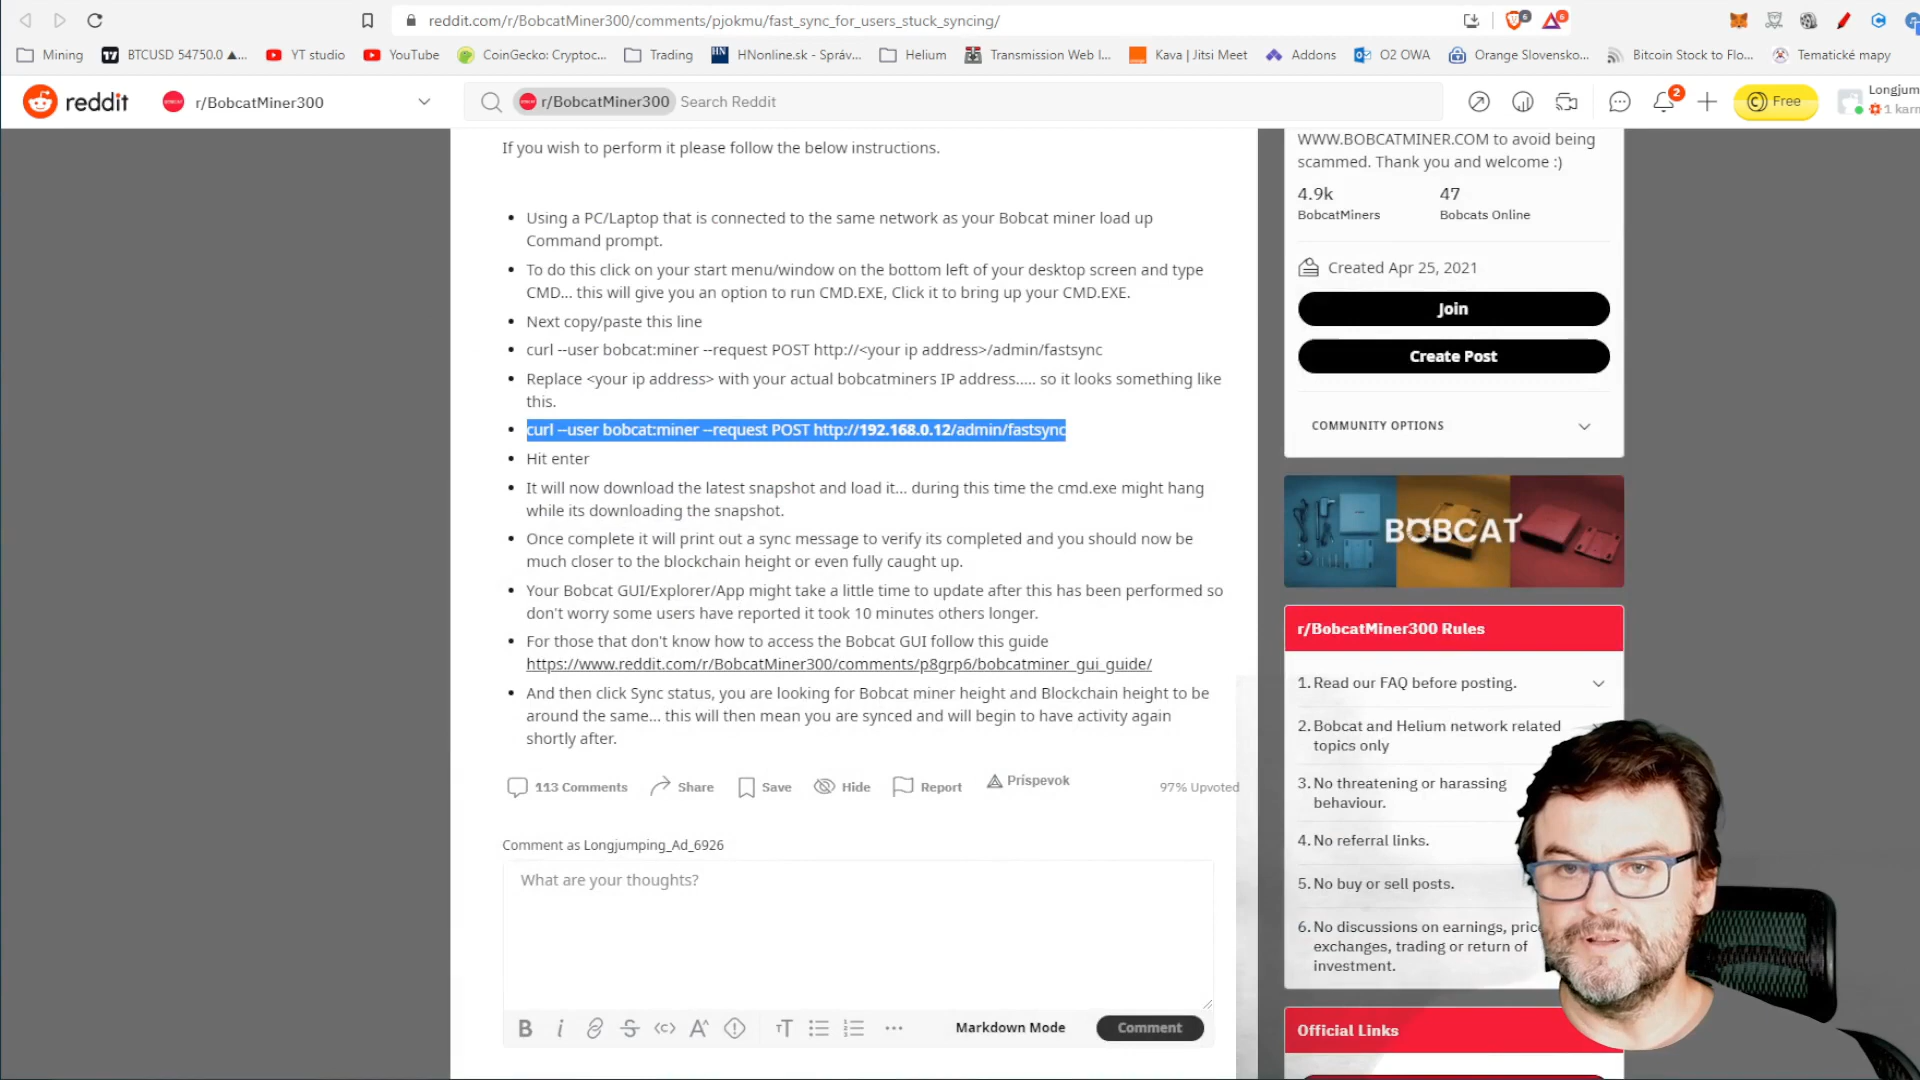 reddit.com/r/BobcatMiner300/comments/pjokmu/fast_sync_for_users_stuck_syncing/
6
6
Mining
BTCUSD 54750.0 ▲...
YT studio
YouTube
CoinGecko: Cryptoc...
Trading
HNonline.sk - Správ...
Helium
Transmission Web I...
Kava | Jitsi Meet
Addons
O2 OWA
Orange Slovensko...
Bitcoin Stock to Flo...
Tematické mapy
reddit
r/BobcatMiner300
r/BobcatMiner300 Search Reddit
2
Free
Longjum
1 karm
If you wish to perform it please follow the below instructions.
• Using a PC/Laptop that is connected to the same network as your Bobcat miner load up
Command prompt.
• To do this click on your start menu/window on the bottom left of your desktop screen and type
CMD... this will give you an option to run CMD.EXE, Click it to bring up your CMD.EXE.
• Next copy/paste this line
• curl --user bobcat:miner --request POST http://<your ip address>/admin/fastsync
• Replace <your ip address> with your actual bobcatminers IP address..... so it looks something like
this.
• curl --user bobcat:miner --request POST http://192.168.0.12/admin/fastsync
• Hit enter
• It will now download the latest snapshot and load it... during this time the cmd.exe might hang
while its downloading the snapshot.
• Once complete it will print out a sync message to verify its completed and you should now be
much closer to the blockchain height or even fully caught up.
• Your Bobcat GUI/Explorer/App might take a little time to update after this has been performed so
don't worry some users have reported it took 10 minutes others longer.
• For those that don't know how to access the Bobcat GUI follow this guide
https://www.reddit.com/r/BobcatMiner300/comments/p8grp6/bobcatminer_gui_guide/
• And then click Sync status, you are looking for Bobcat miner height and Blockchain height to be
around the same... this will then mean you are synced and will begin to have activity again
shortly after.
113 Comments Share Save Hide Report Príspevok 97% Upvoted
Comment as Longjumping_Ad_6926
What are your thoughts?
Markdown Mode
Comment
WWW.BOBCATMINER.COM to avoid being
scammed. Thank you and welcome :)
4.9k 47
BobcatMiners Bobcats Online
Created Apr 25, 2021
Join
Create Post
COMMUNITY OPTIONS
BOBCAT
r/BobcatMiner300 Rules
1. Read our FAQ before posting.
2. Bobcat and Helium network related
topics only
3. No threatening or harassing
behaviour.
4. No referral links.
5. No buy or sell posts.
6. No discussions on earnings, pric
exchanges, trading or return of
investment.
Official Links